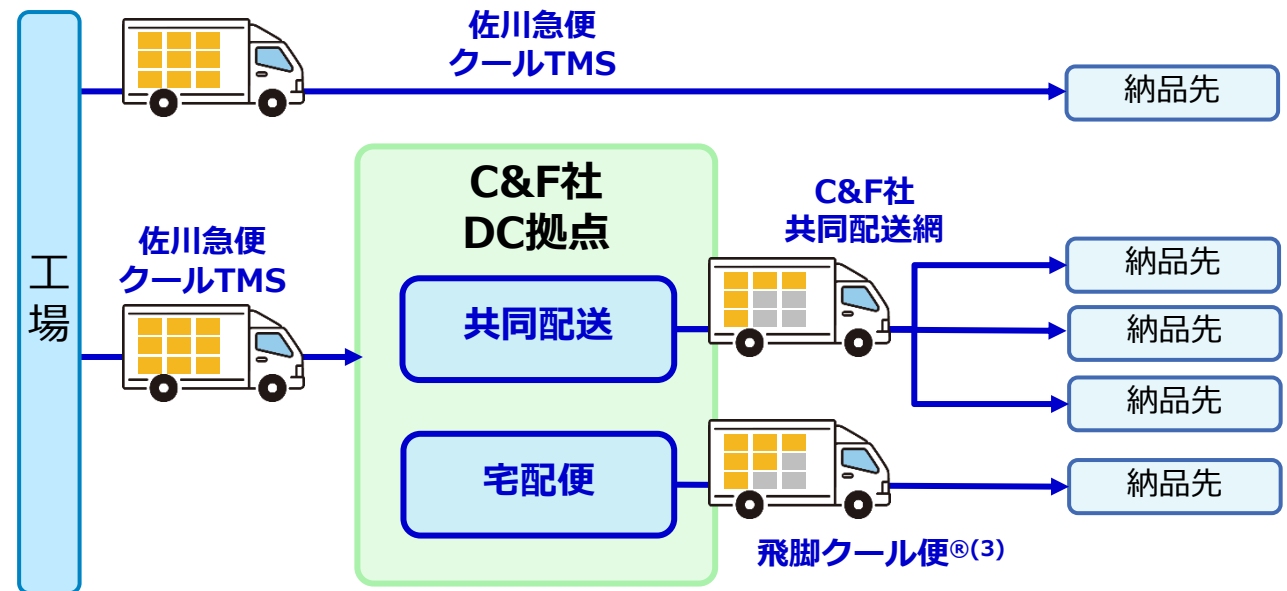 佐川急便
クールTMS
納品先
工
場
佐川急便
クールTMS
C&F社
DC拠点
共同配送
宅配便
C&F社
共同配送網
納品先
納品先
納品先
納品先
飛脚クール便®(3)